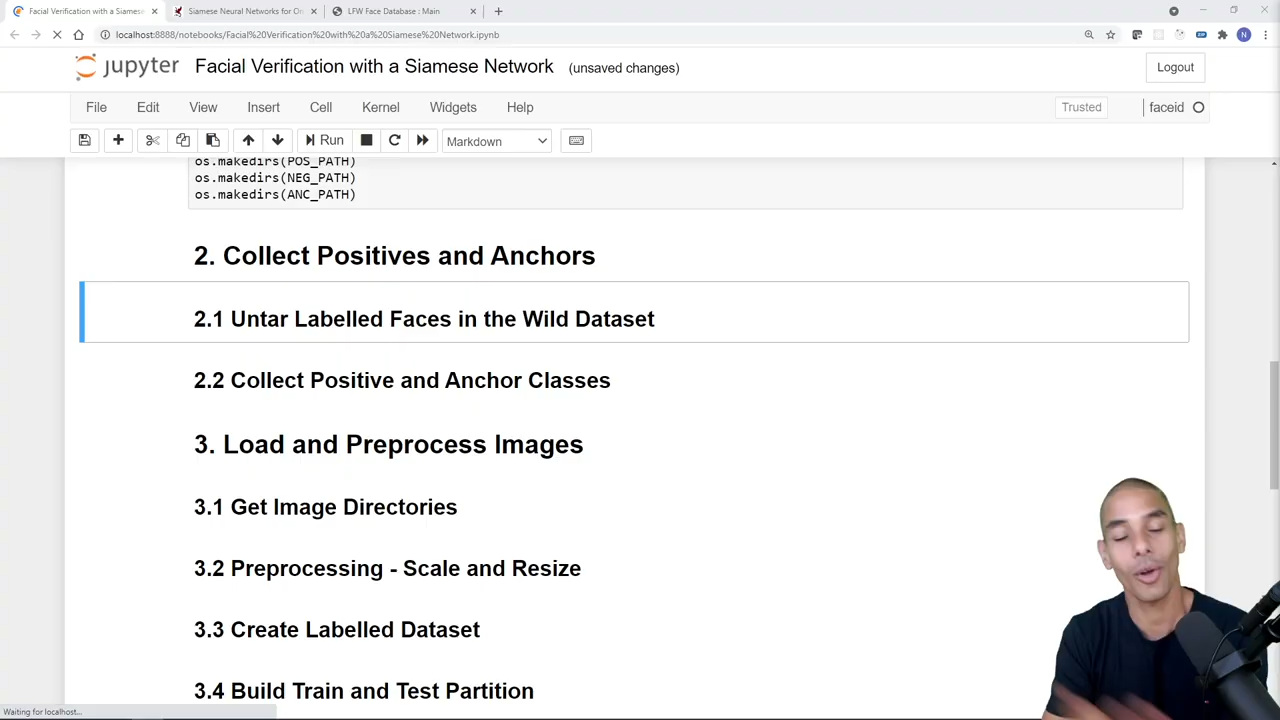 Facial Verification with a Siamese
Siamese Neural Networks for On
LFW Face Database : Main
localhost:8888/notebooks/Facial%20Verification%20with%20a%20Siamese%20Network.ipynb
N
jupyter Facial Verification with a Siamese Network (unsaved changes)
Logout
File Edit View Insert Cell Kernel Widgets Help
Trusted
faceid
Run
Markdown
os.makedirs(POS_PATH)
os.makedirs(NEG_PATH)
os.makedirs(ANC_PATH)
2. Collect Positives and Anchors
2.1 Untar Labelled Faces in the Wild Dataset
2.2 Collect Positive and Anchor Classes
3. Load and Preprocess Images
3.1 Get Image Directories
3.2 Preprocessing - Scale and Resize
3.3 Create Labelled Dataset
3.4 Build Train and Test Partition
Waiting for localhost...